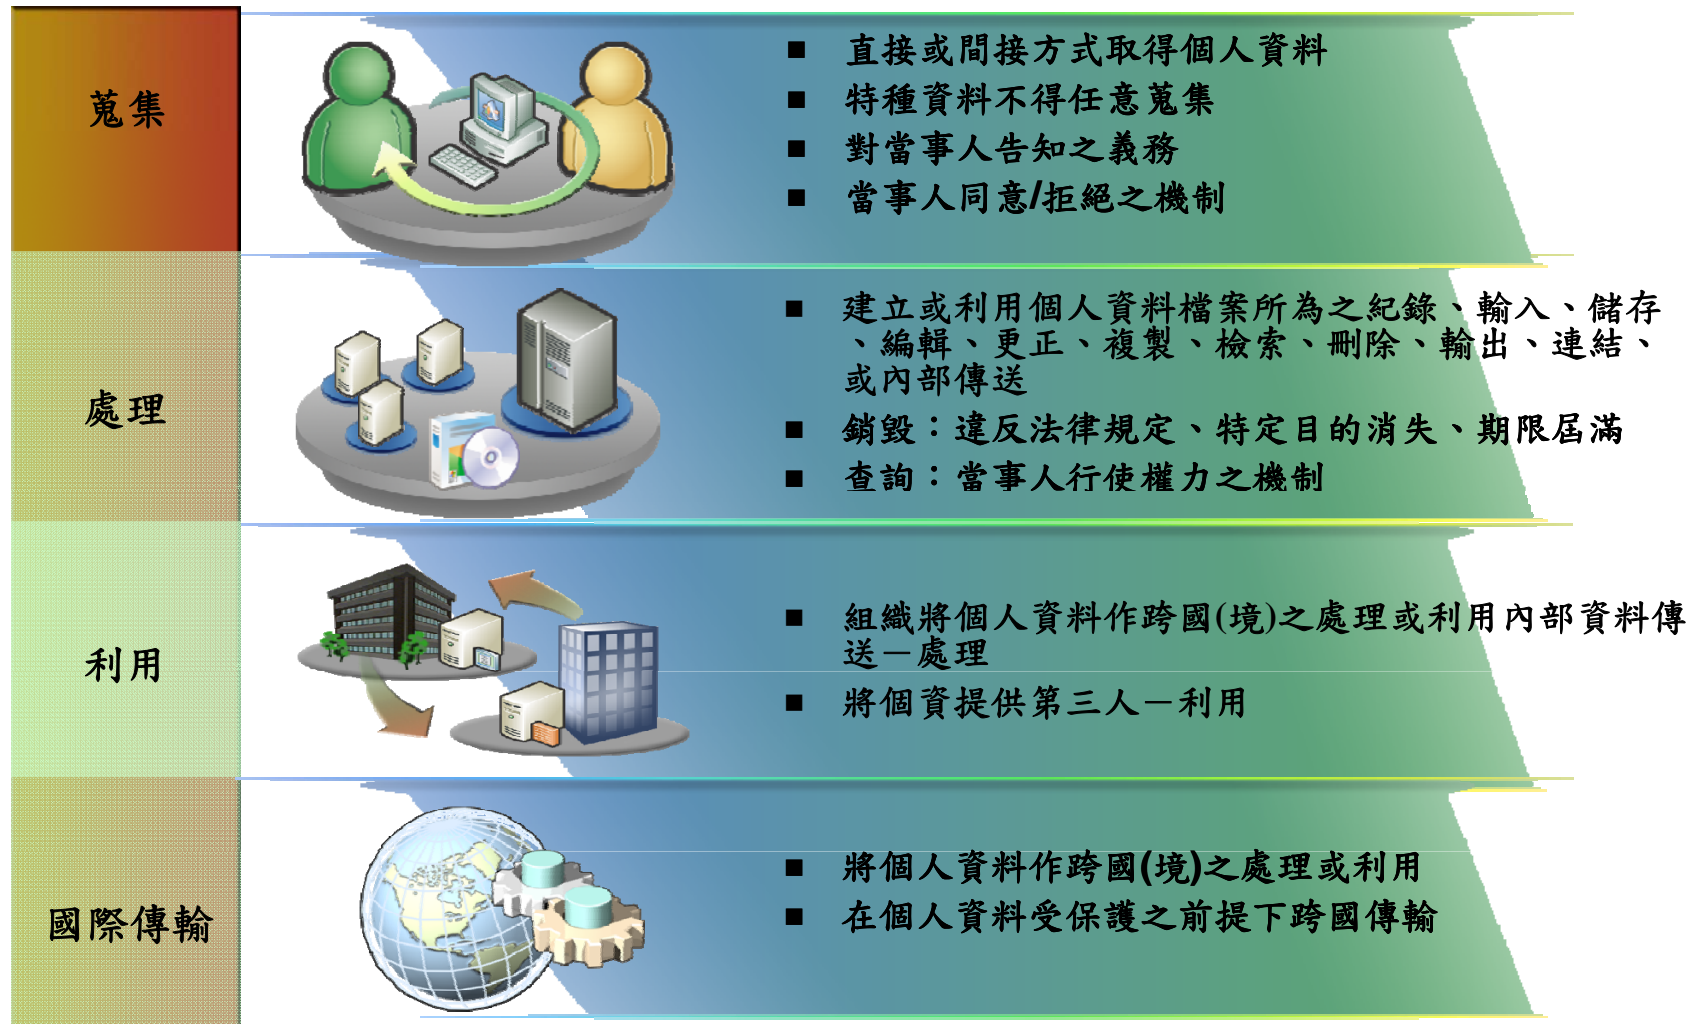 蒐集
■ 直接或間接方式取得個人資料
■ 特種資料不得任意蒐集
■ 對當事人告知之義務
■ 當事人同意/拒絕之機制
處理
■ 建立或利用個人資料檔案所為之紀錄、輸入、儲存
、編輯、更正、複製、檢索、刪除、輸出、連結、
或內部傳送
■ 銷毀：違反法律規定、特定目的消失、期限屆滿
■ 查詢：當事人行使權力之機制
利用
■ 組織將個人資料作跨國(境)之處理或利用內部資料傳
送－處理
■ 將個資提供第三人－利用
國際傳輸
■ 將個人資料作跨國(境)之處理或利用
■ 在個人資料受保護之前提下跨國傳輸